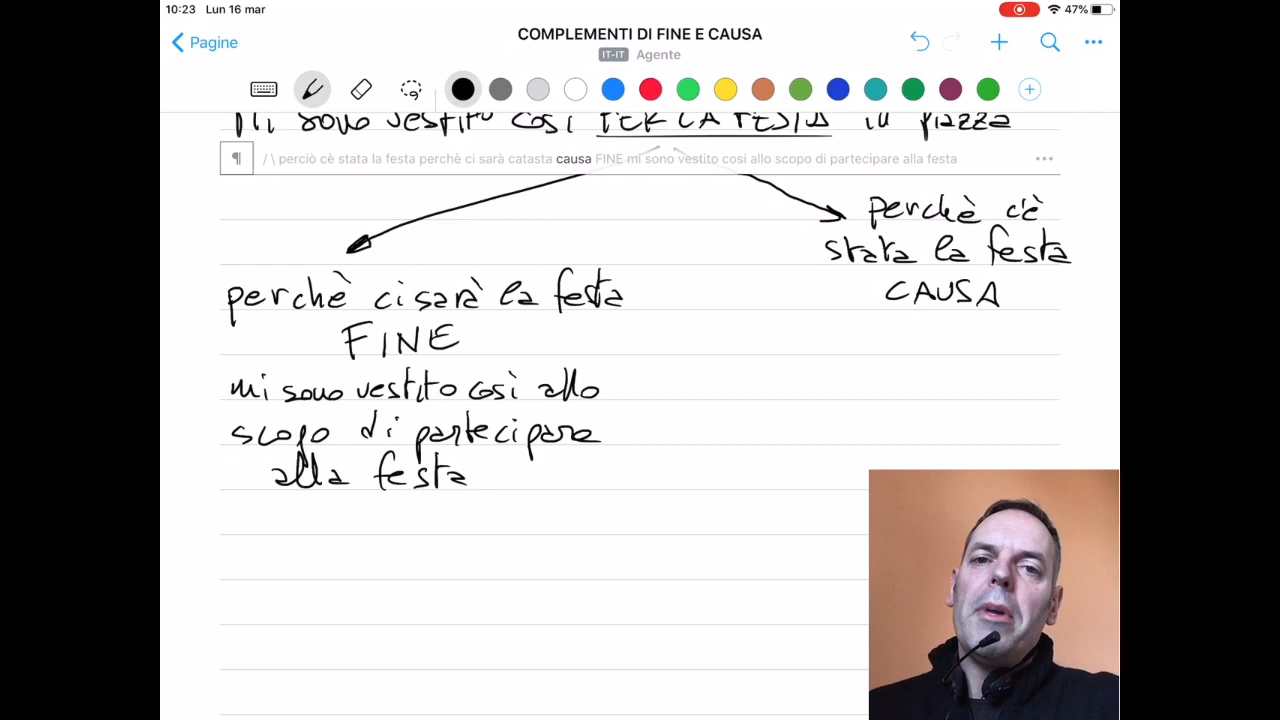 10:23 Lun 16 mar 47%
Pagine
COMPLEMENTI DI FINE E CAUSA
IT-IT Agente
Mi sono vestito così PER LA FESTA in piazza
/ \ perciò cè stata la festa perchè ci sarà catasta causa FINE mi sono vestito cosi allo scopo di partecipare alla festa
perchè c'è
stata la festa
CAUSA
perchè ci sarà la festa
FINE
mi sono vestito così allo
scopo di partecipare
alla festa